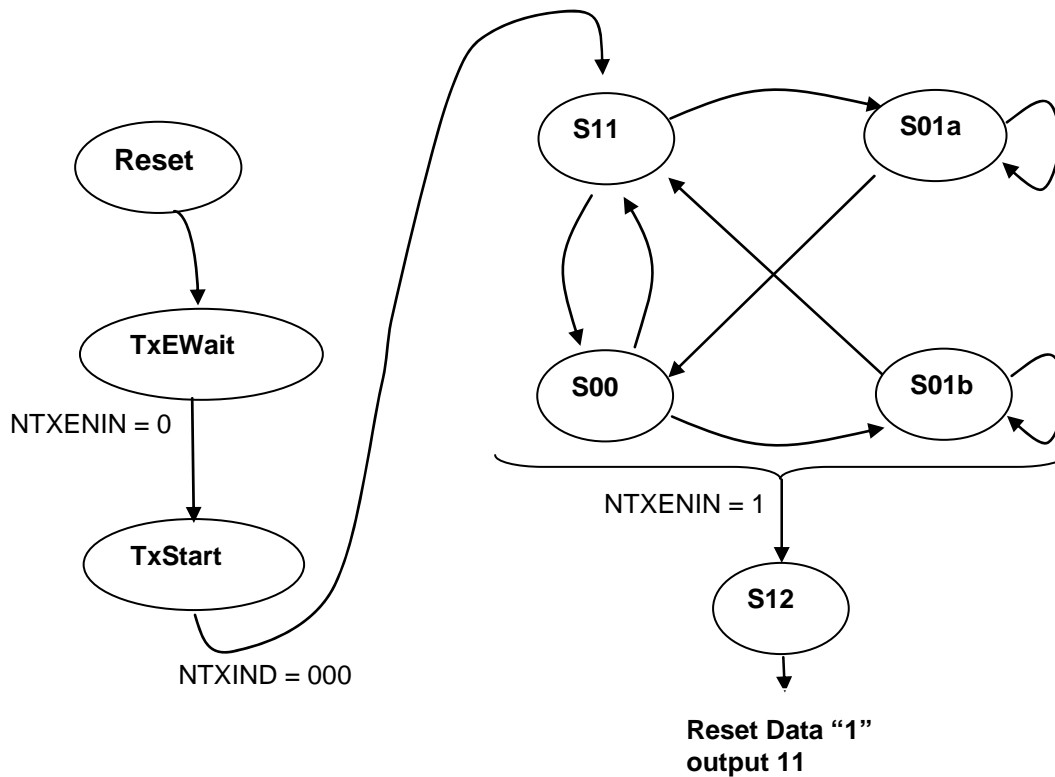 Reset
TxEWait
NTXENIN = 0
TxStart
NTXIND = 000
S11
S01a
S00
S01b
NTXENIN = 1
S12
Reset Data “1”
output 11